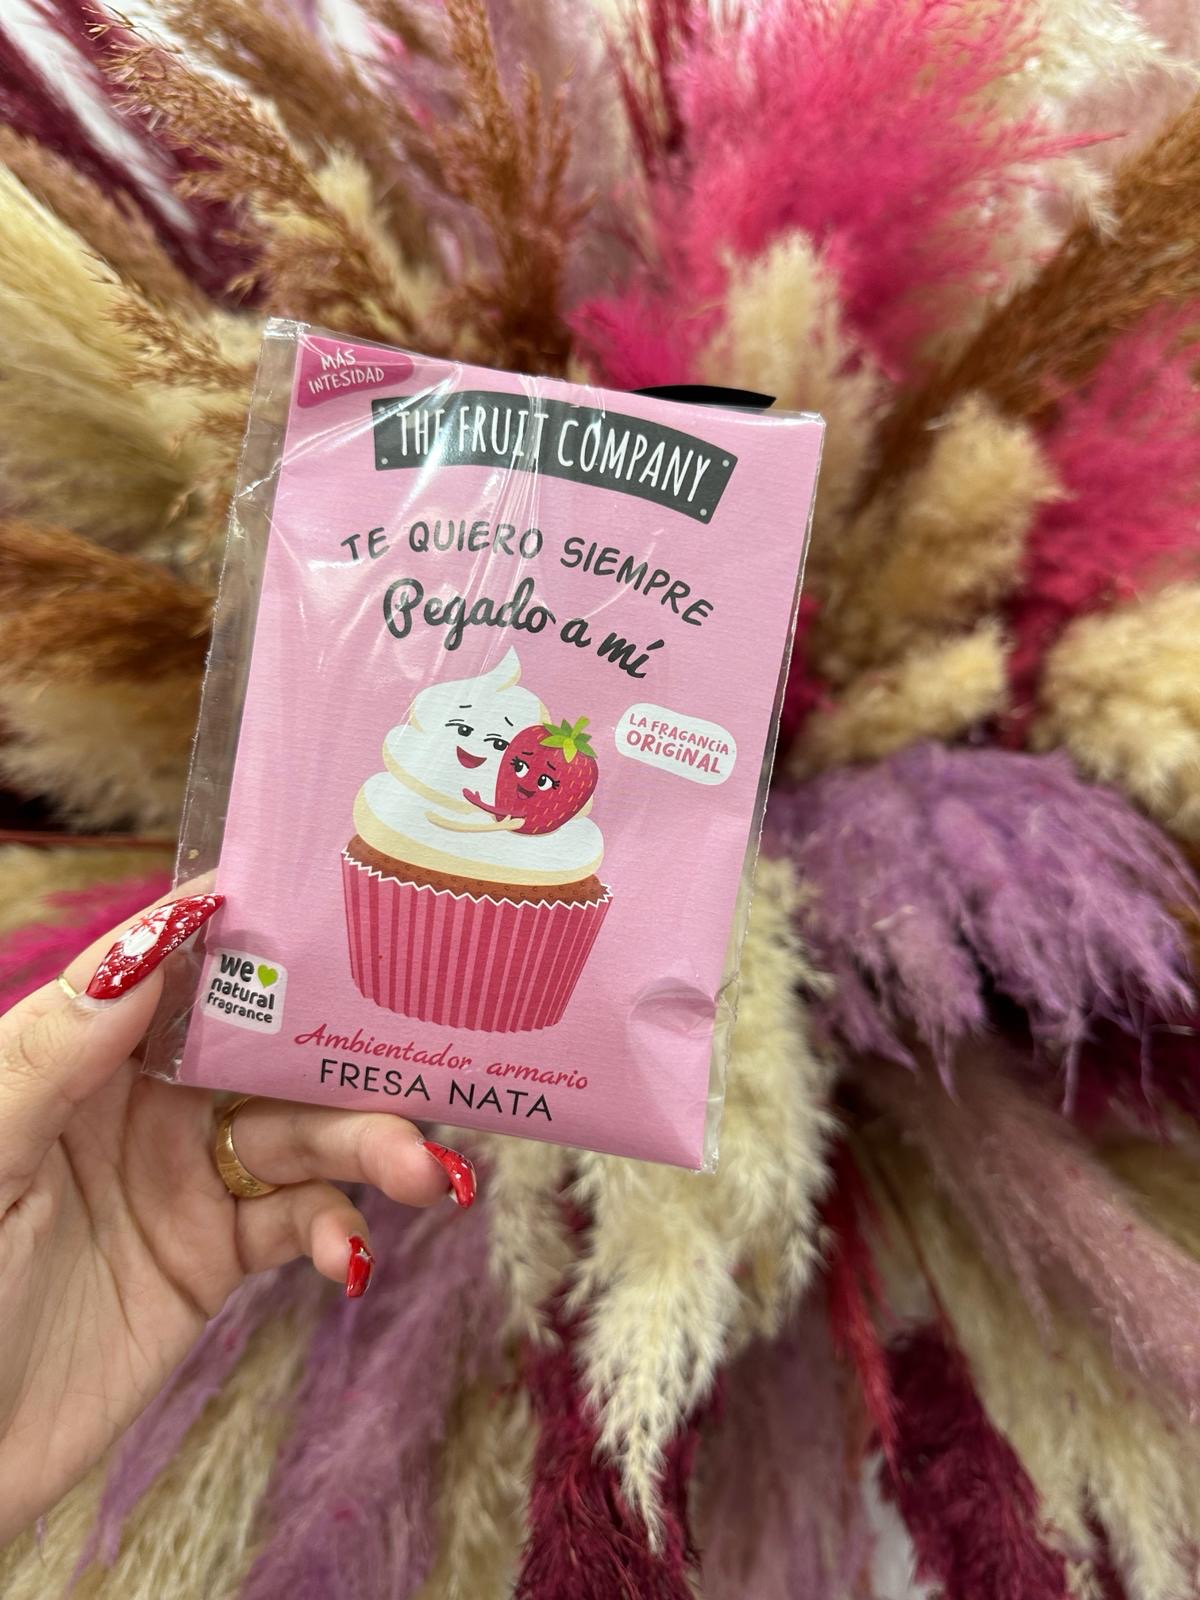 MÁS
INTESIDAD
THE FRUIT COMPANY
TE QUIERO SIEMPRE
Pegado a mí
LA FRAGANCIA
ORIGINAL
we
natural
fragrance
Ambientador armario
FRESA NATA